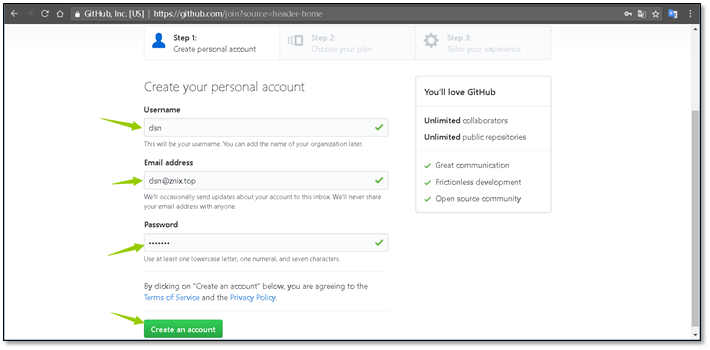 GitHub, Inc. [US] | https://github.com/join?source=header-home
Step 1:
Create personal account
Step 2:
Choose your plan
Step 3:
Tailor your experience
Create your personal account
Username
dsn
This will be your username. You can add the name of your organization later.
Email address
dsn@znix.top
We'll occasionally send updates about your account to this inbox. We'll never share
your email address with anyone.
Password
•••••••
Use at least one lowercase letter, one numeral, and seven characters.
By clicking on "Create an account" below, you are agreeing to the
Terms of Service and the Privacy Policy.
Create an account
You'll love GitHub
Unlimited collaborators
Unlimited public repositories
Great communication
Frictionless development
Open source community